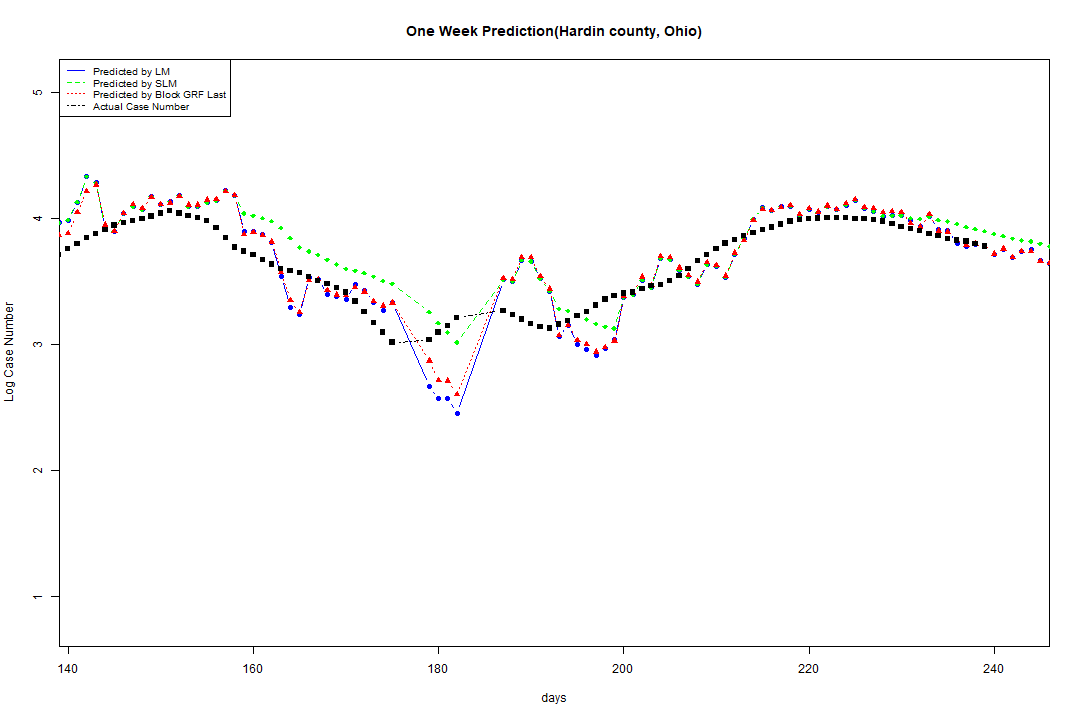 One Week Prediction(Hardin county, Ohio)
Predicted by LM
Predicted by SLM
Predicted by Block GRF Last
Actual Case Number
5
4
3
2
1
Log Case Number
140 160 180 200 220 240
days